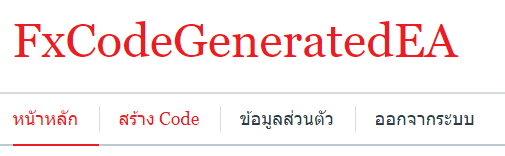 FxCodeGeneratedEA
หน้าหลัก สร้าง Code ข้อมูลส่วนตัว ออกจากระบบ